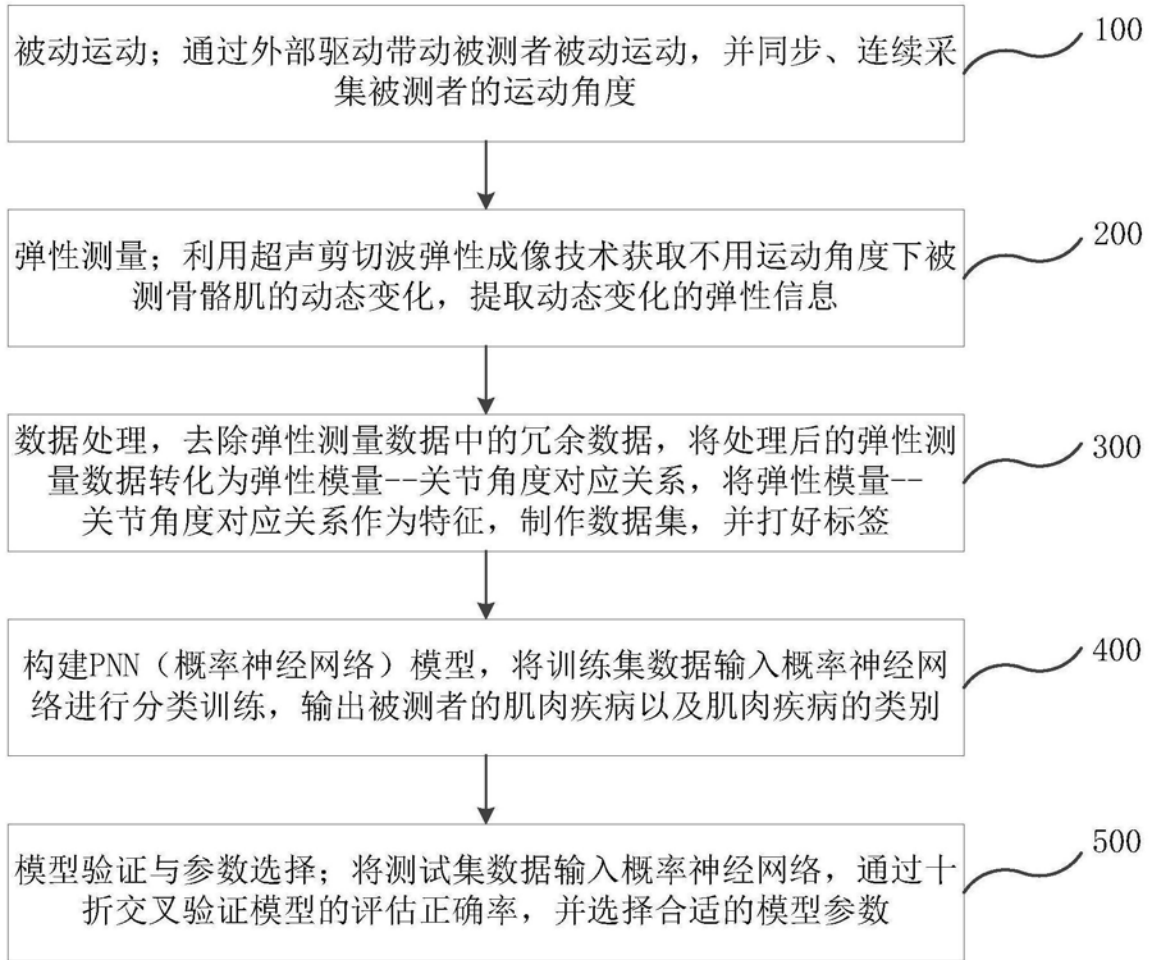 被动运动；通过外部驱动带动被测者被动运动，并同步、连续采
集被测者的运动角度
100
弹性测量；利用超声剪切波弹性成像技术获取不用运动角度下被
测骨骼肌的动态变化，提取动态变化的弹性信息
200
数据处理，去除弹性测量数据中的冗余数据，将处理后的弹性测
量数据转化为弹性模量--关节角度对应关系，将弹性模量--
关节角度对应关系作为特征，制作数据集，并打好标签
300
构建PNN（概率神经网络）模型，将训练集数据输入概率神经网
络进行分类训练，输出被测者的肌肉疾病以及肌肉疾病的类别
400
模型验证与参数选择；将测试集数据输入概率神经网络，通过十
折交叉验证模型的评估正确率，并选择合适的模型参数
500